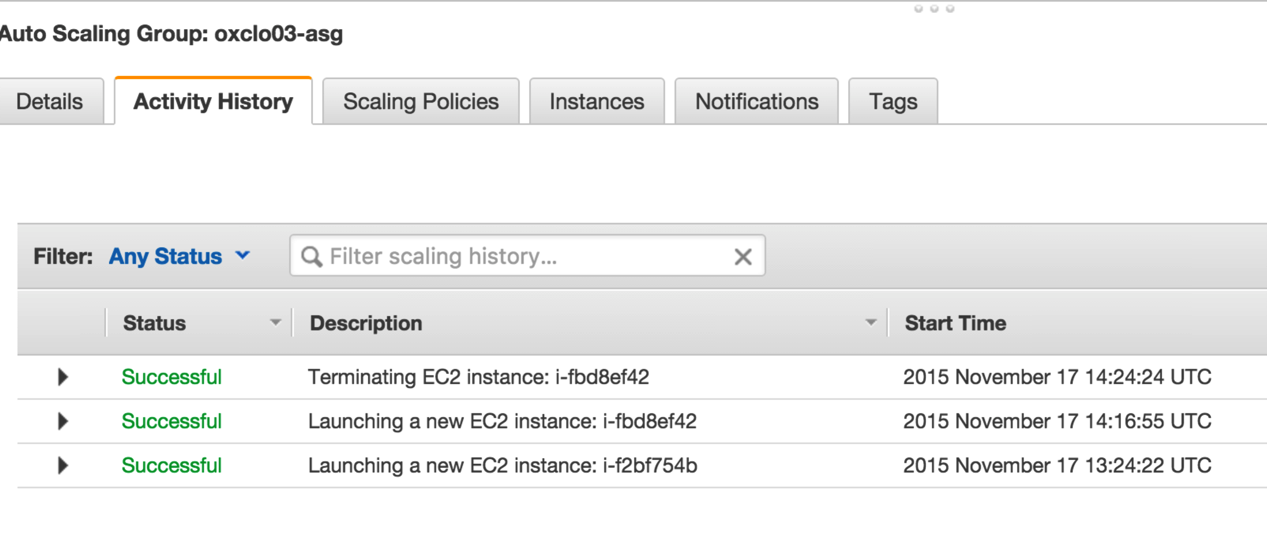 Auto Scaling Group: oxclo03-asg
Details Activity History Scaling Policies Instances Notifications Tags
Filter: Any Status Filter scaling history...
Status Description Start Time
Successful Terminating EC2 instance: i-fbd8ef42 2015 November 17 14:24:24 UTC
Successful Launching a new EC2 instance: i-fbd8ef42 2015 November 17 14:16:55 UTC
Successful Launching a new EC2 instance: i-f2bf754b 2015 November 17 13:24:22 UTC